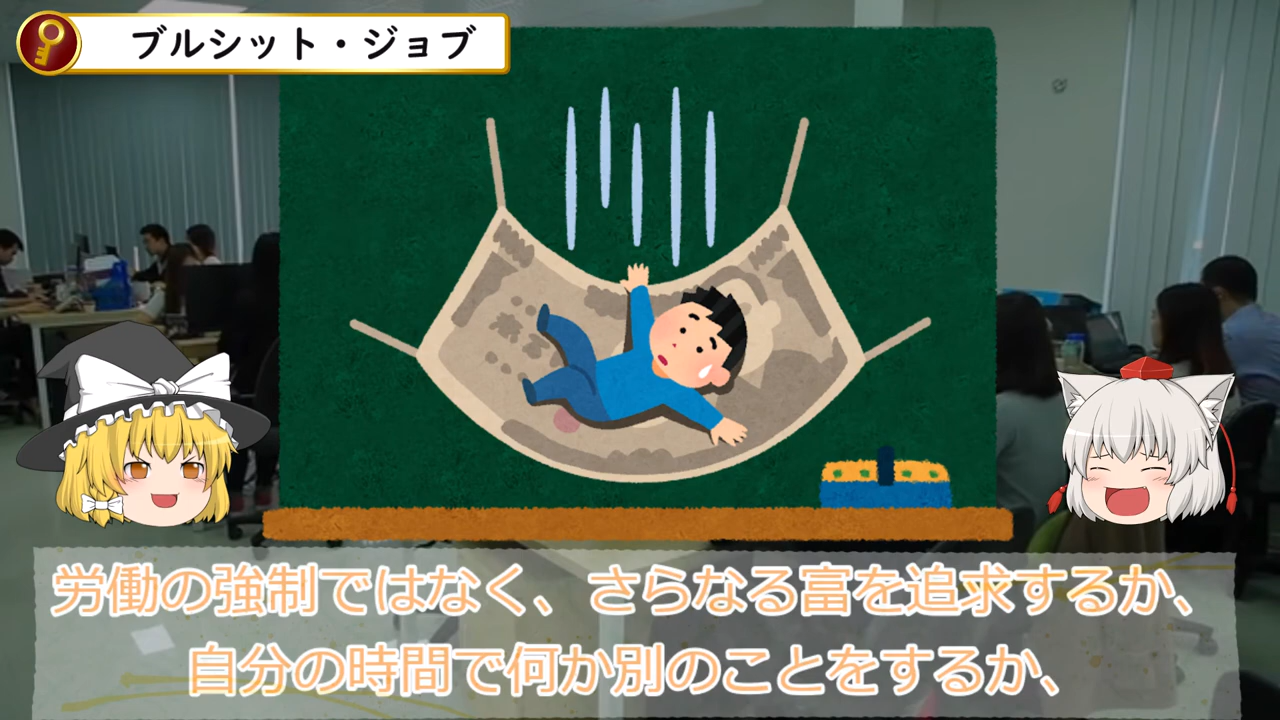 ブルシット・ジョブ
労働の強制ではなく、さらなる富を追求するか、
自分の時間で何か別のことをするか、